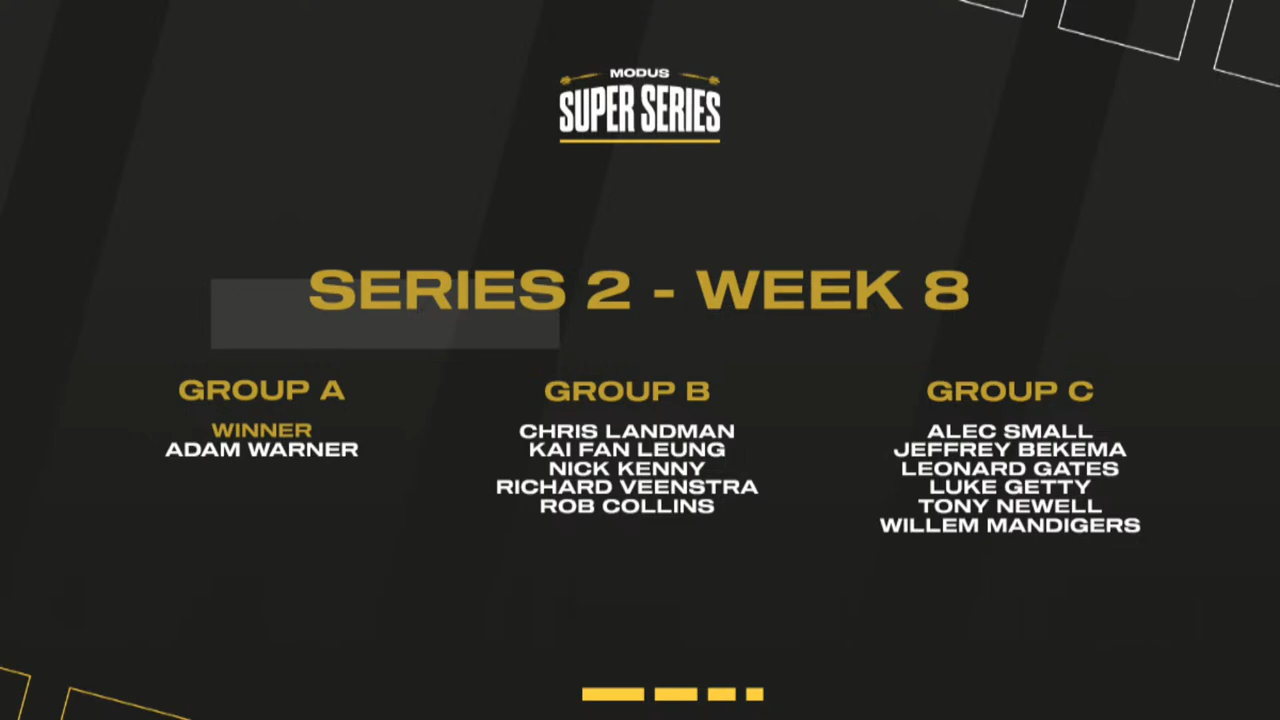 MODUS
SUPER SERIES
SERIES 2 - WEEK 8
GROUP A
WINNER
ADAM WARNER
GROUP B
CHRIS LANDMAN
KAI FAN LEUNG
NICK KENNY
RICHARD VEENSTRA
ROB COLLINS
GROUP C
ALEC SMALL
JEFFREY BEKEMA
LEONARD GATES
LUKE GETTY
TONY NEWELL
WILLEM MANDIGERS